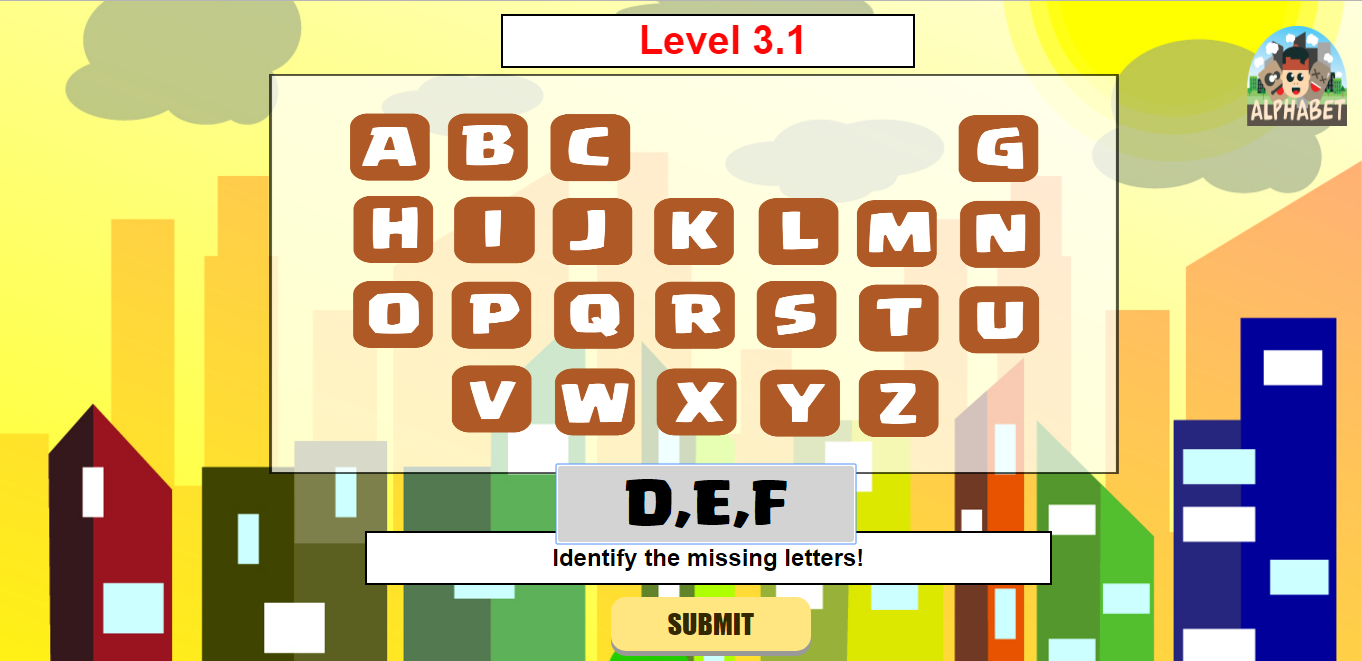 Level 3.1
ALPHABET
A B C G
H I J K L M N
O P Q R S T U
V W X Y Z
D,E,F
Identify the missing letters!
SUBMIT